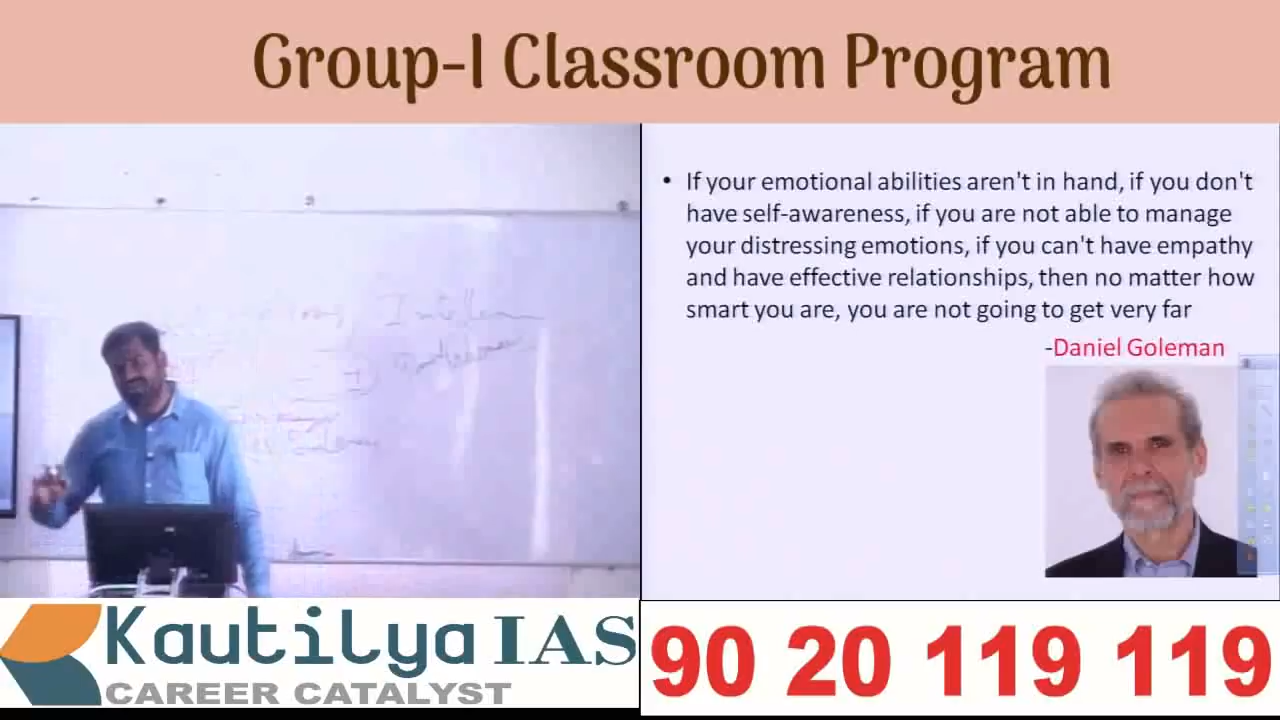 Group-I Classroom Program
• If your emotional abilities aren't in hand, if you don't
have self-awareness, if you are not able to manage
your distressing emotions, if you can't have empathy
and have effective relationships, then no matter how
smart you are, you are not going to get very far
-Daniel Goleman
Kautilya IAS
CAREER CATALYST
90 20 119 119